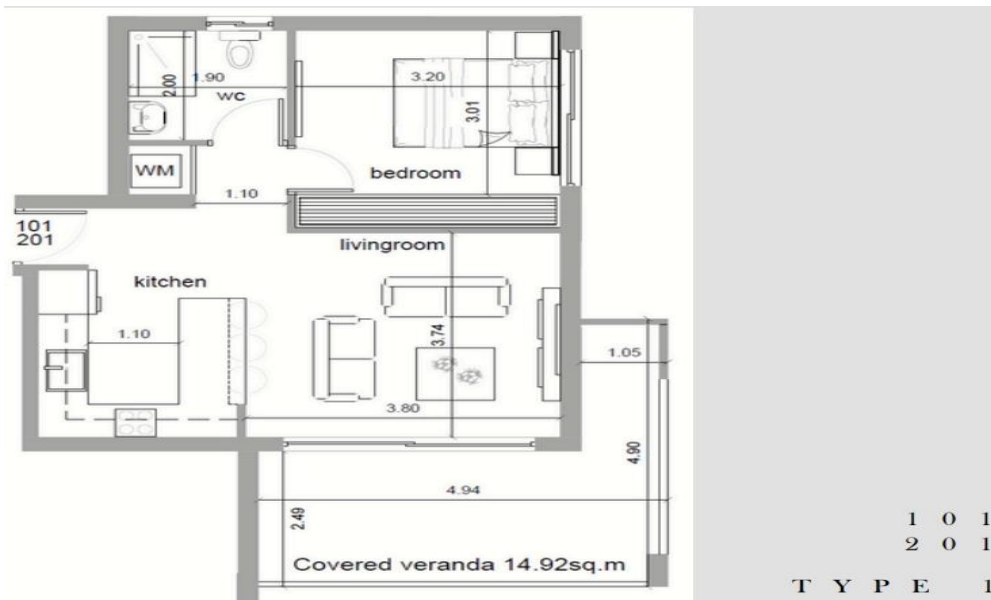 1.90
2.00
wc
3.20
3.01
WM
bedroom
1.10
101
201
livingroom
kitchen
1.10
3.74
1.05
3.80
4.90
4.94
2.49
Covered veranda 14.92sq.m
1 0 1
2 0 1
T Y P E 1